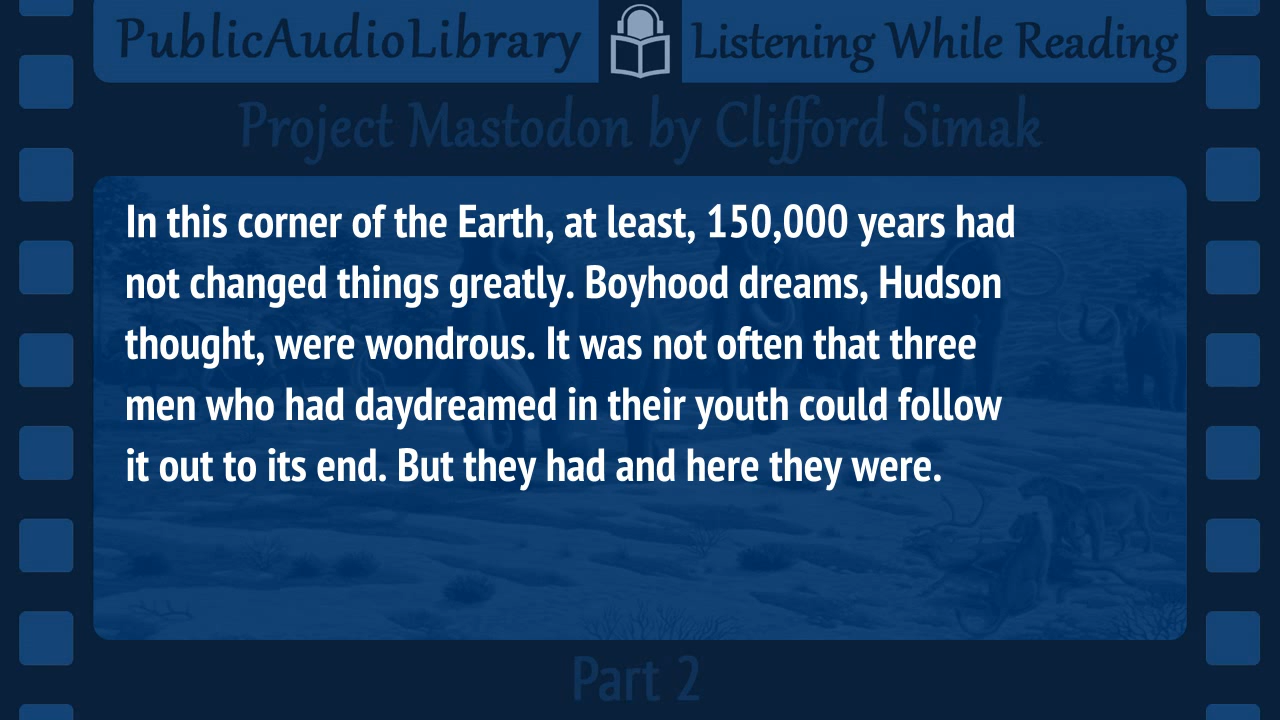 PublicAudioLibrary Listening While Reading
Project Mastodon by Clifford Simak
In this corner of the Earth, at least, 150,000 years had
not changed things greatly. Boyhood dreams, Hudson
thought, were wondrous. It was not often that three
men who had daydreamed in their youth could follow
it out to its end. But they had and here they were.
Part 2